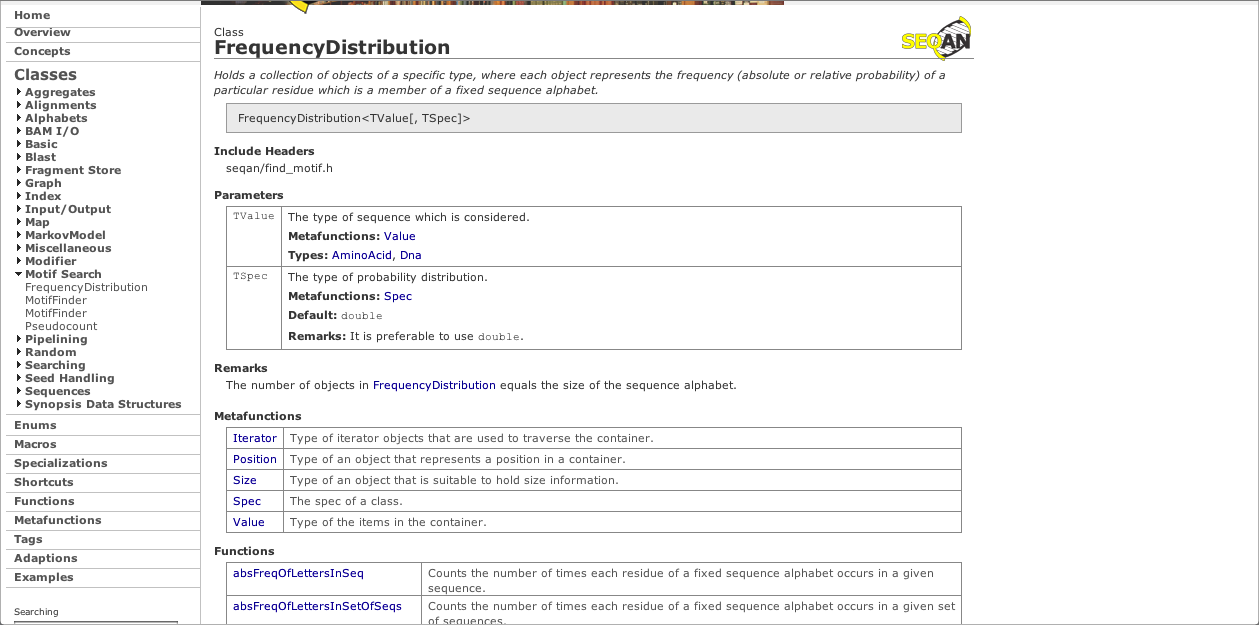 Home
Overview
Concepts
Classes
Aggregates
Alignments
Alphabets
BAM I/O
Basic
Blast
Fragment Store
Graph
Index
Input/Output
Map
MarkovModel
Miscellaneous
Modifier
Motif Search
FrequencyDistribution
MotifFinder
MotifFinder
Pseudocount
Pipelining
Random
Searching
Seed Handling
Sequences
Synopsis Data Structures
Enums
Macros
Specializations
Shortcuts
Functions
Metafunctions
Tags
Adaptions
Examples
Searching
Class
FrequencyDistribution
SEQAN
Holds a collection of objects of a specific type, where each object represents the frequency (absolute or relative probability) of a
particular residue which is a member of a fixed sequence alphabet.
FrequencyDistribution<TValue[, TSpec]>
Include Headers
seqan/find_motif.h
Parameters
TValue The type of sequence which is considered.
Metafunctions: Value
Types: AminoAcid, Dna
TSpec The type of probability distribution.
Metafunctions: Spec
Default: double
Remarks: It is preferable to use double.
Remarks
The number of objects in FrequencyDistribution equals the size of the sequence alphabet.
Metafunctions
Iterator Type of iterator objects that are used to traverse the container.
Position Type of an object that represents a position in a container.
Size Type of an object that is suitable to hold size information.
Spec The spec of a class.
Value Type of the items in the container.
Functions
absFreqOfLettersInSeq Counts the number of times each residue of a fixed sequence alphabet occurs in a given
sequence.
absFreqOfLettersInSetOfSeqs Counts the number of times each residue of a fixed sequence alphabet occurs in a given set
of sequences.